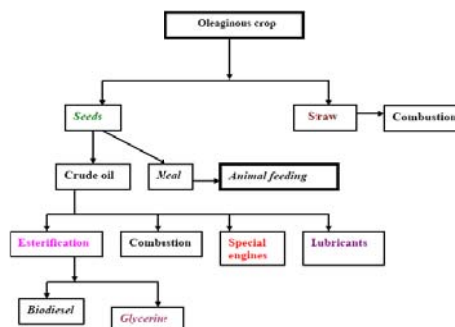 Oleaginous crop
Seeds
Straw
Combustion
Crude oil
Meal
Animal feeding
Esterification
Combustion
Special
engines
Lubricants
Biodiesel
Glycerine